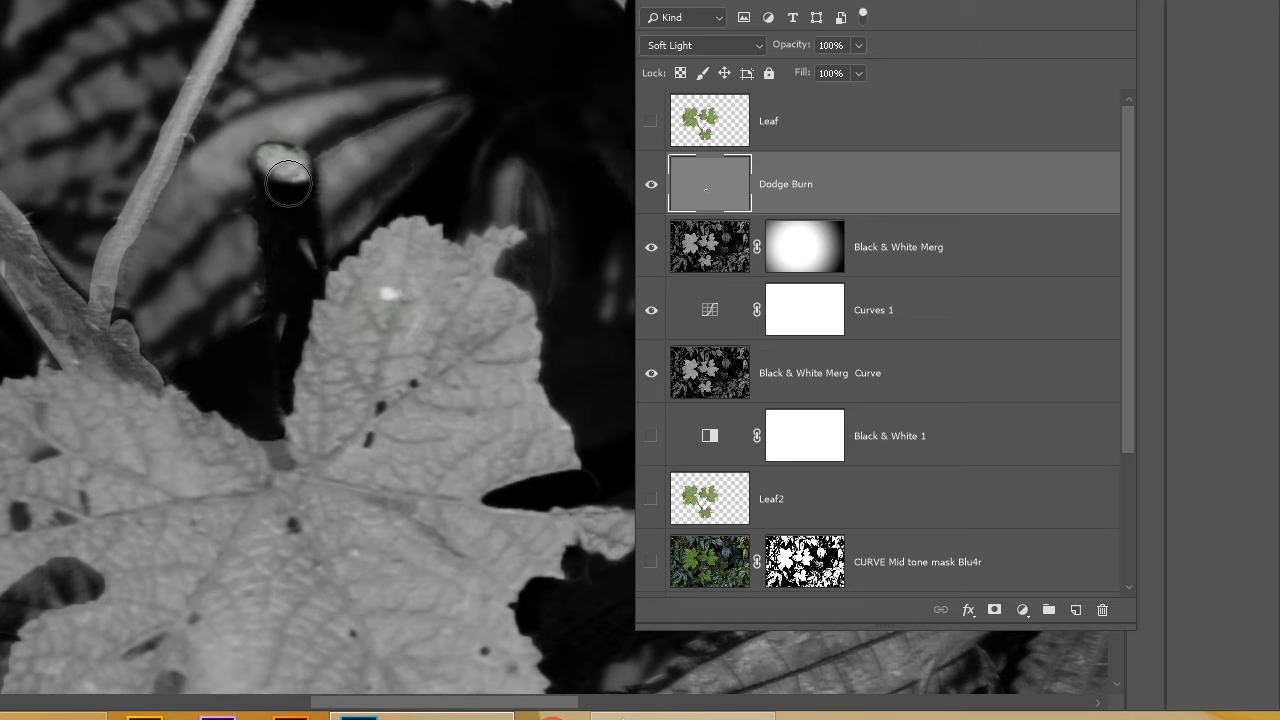 Kind
Soft Light
Opacity: 100%
Lock:
Fill: 100%
Leaf
Dodge Burn
Black & White Merg
Curves 1
Black & White Merg  Curve
Black & White 1
Leaf2
CURVE Mid tone mask Blu4r
fx